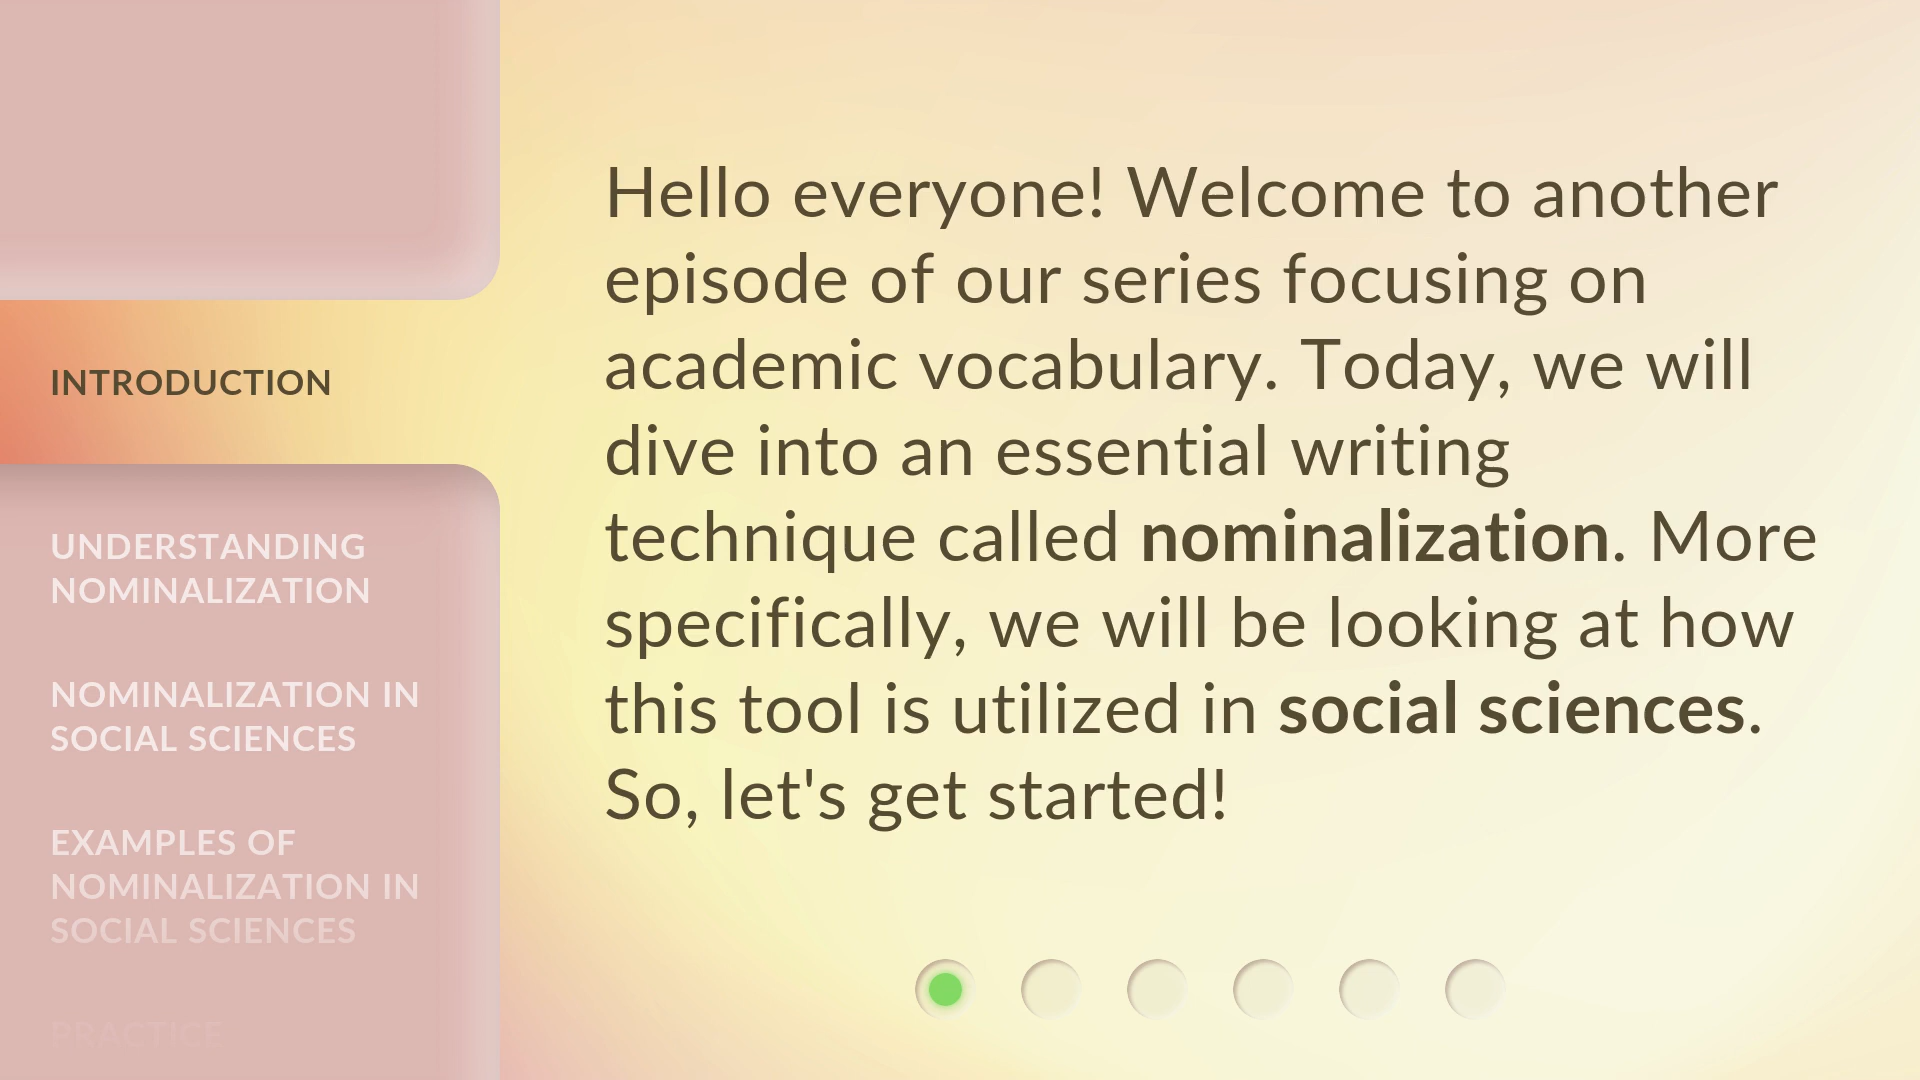 INTRODUCTION
UNDERSTANDING
NOMINALIZATION
NOMINALIZATION IN
SOCIAL SCIENCES
EXAMPLES OF
NOMINALIZATION IN
SOCIAL SCIENCES
PRACTICE
Hello everyone! Welcome to another
episode of our series focusing on
academic vocabulary. Today, we will
dive into an essential writing
technique called nominalization. More
specifically, we will be looking at how
this tool is utilized in social sciences.
So, let's get started!